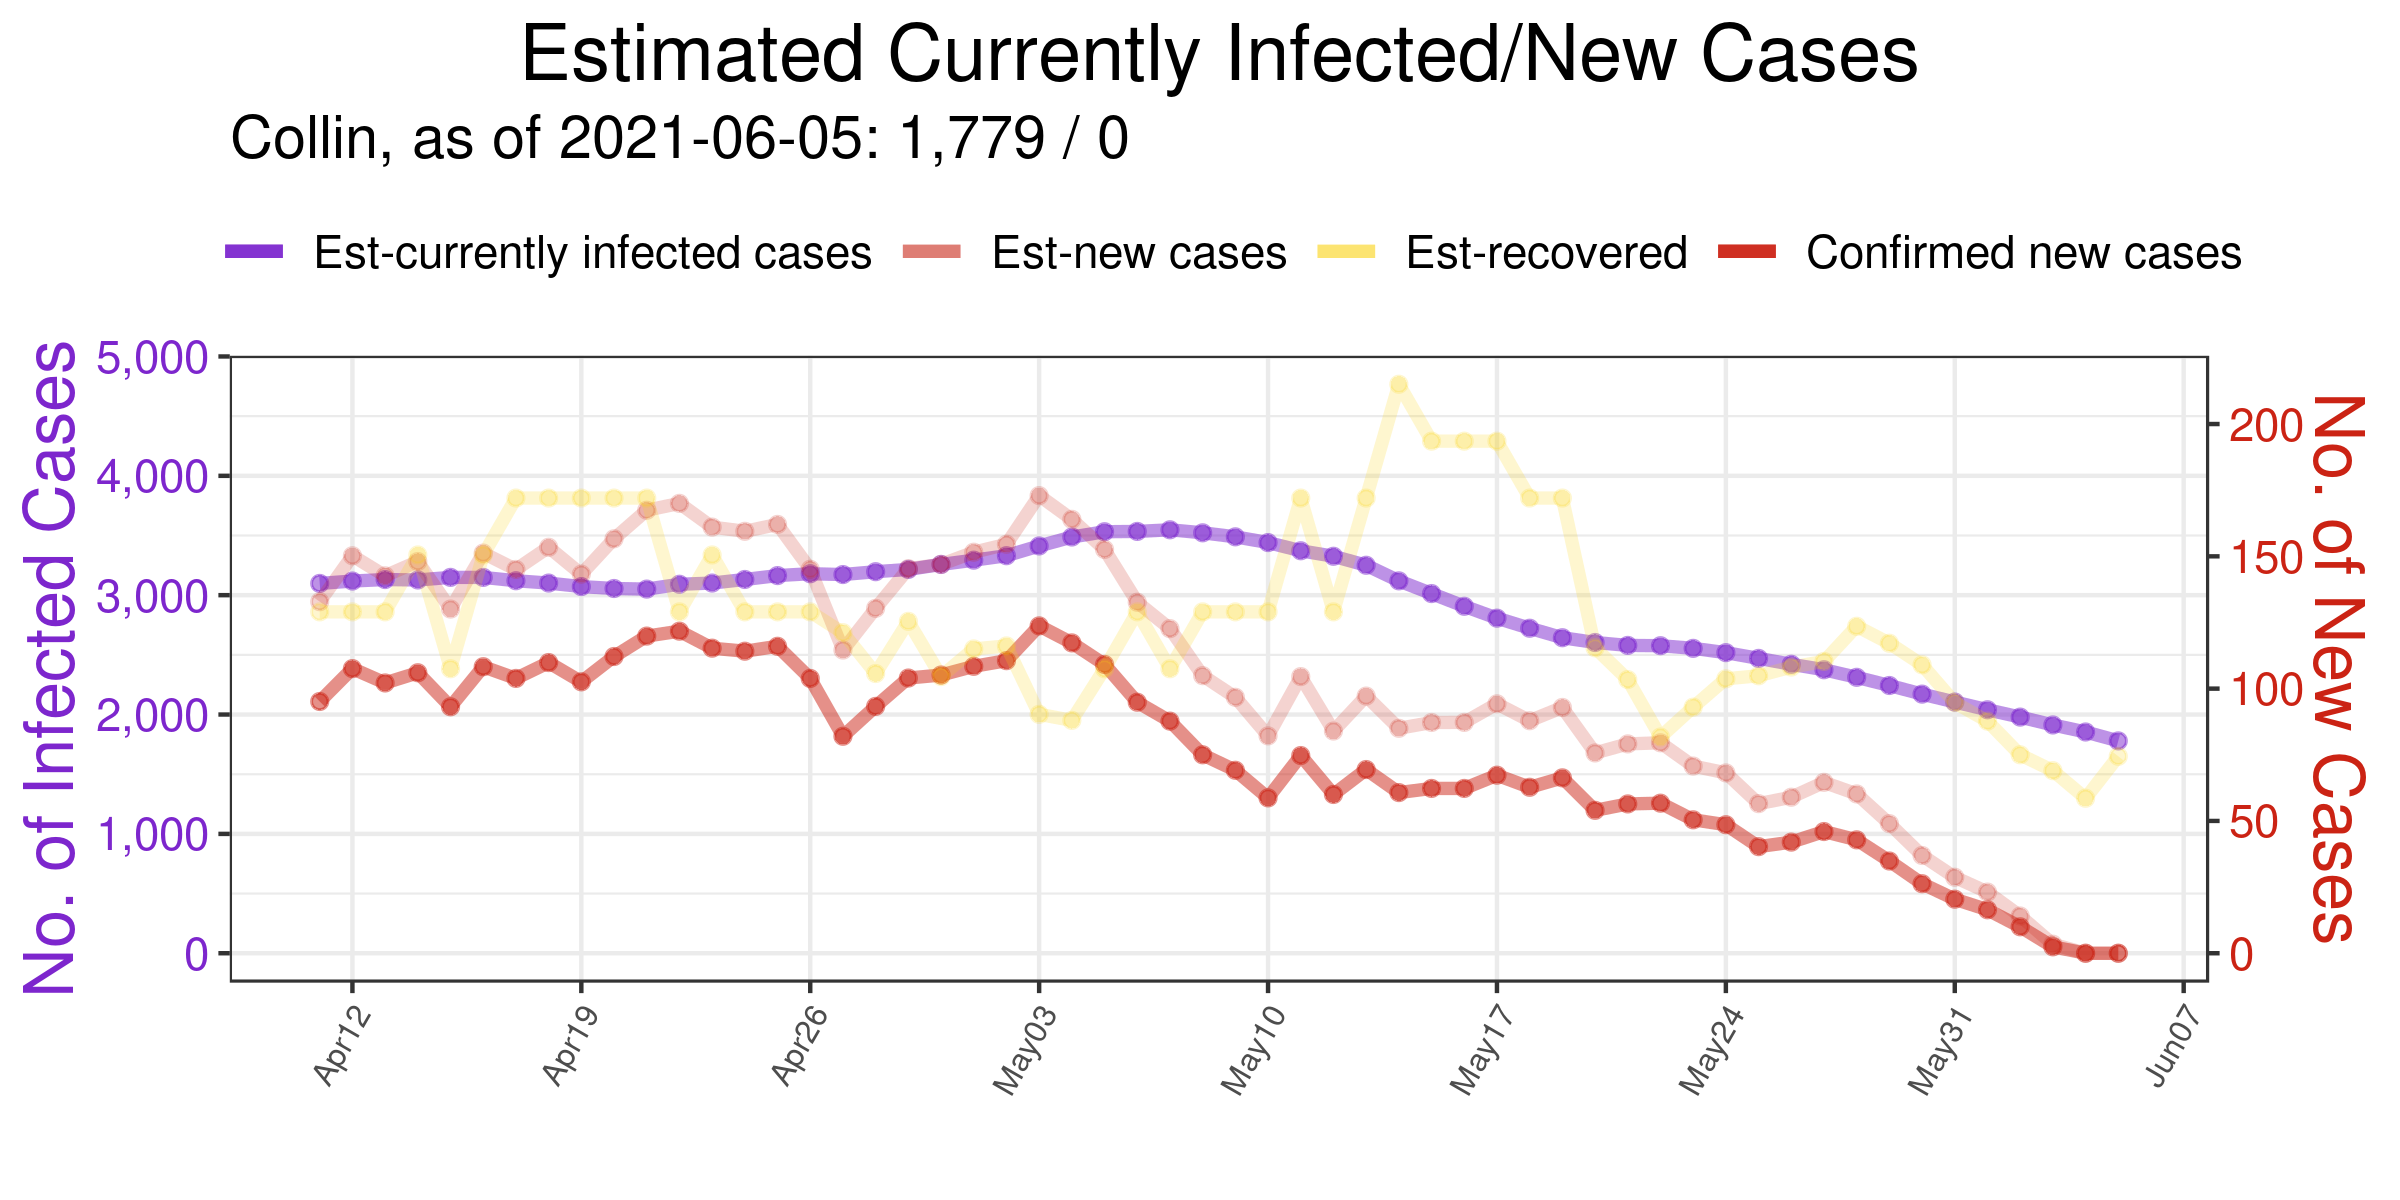 Estimated Currently Infected/New Cases
Collin, as of 2021-06-05: 1,779 / 0
Est-currently infected cases Est-new cases Est-recovered Confirmed new cases
No. of Infected Cases
5,000
4,000
3,000
2,000
1,000
0
200
150
100
50
0
No. of New Cases
Apr12 Apr19 Apr26 May03 May10 May17 May24 May31 Jun07